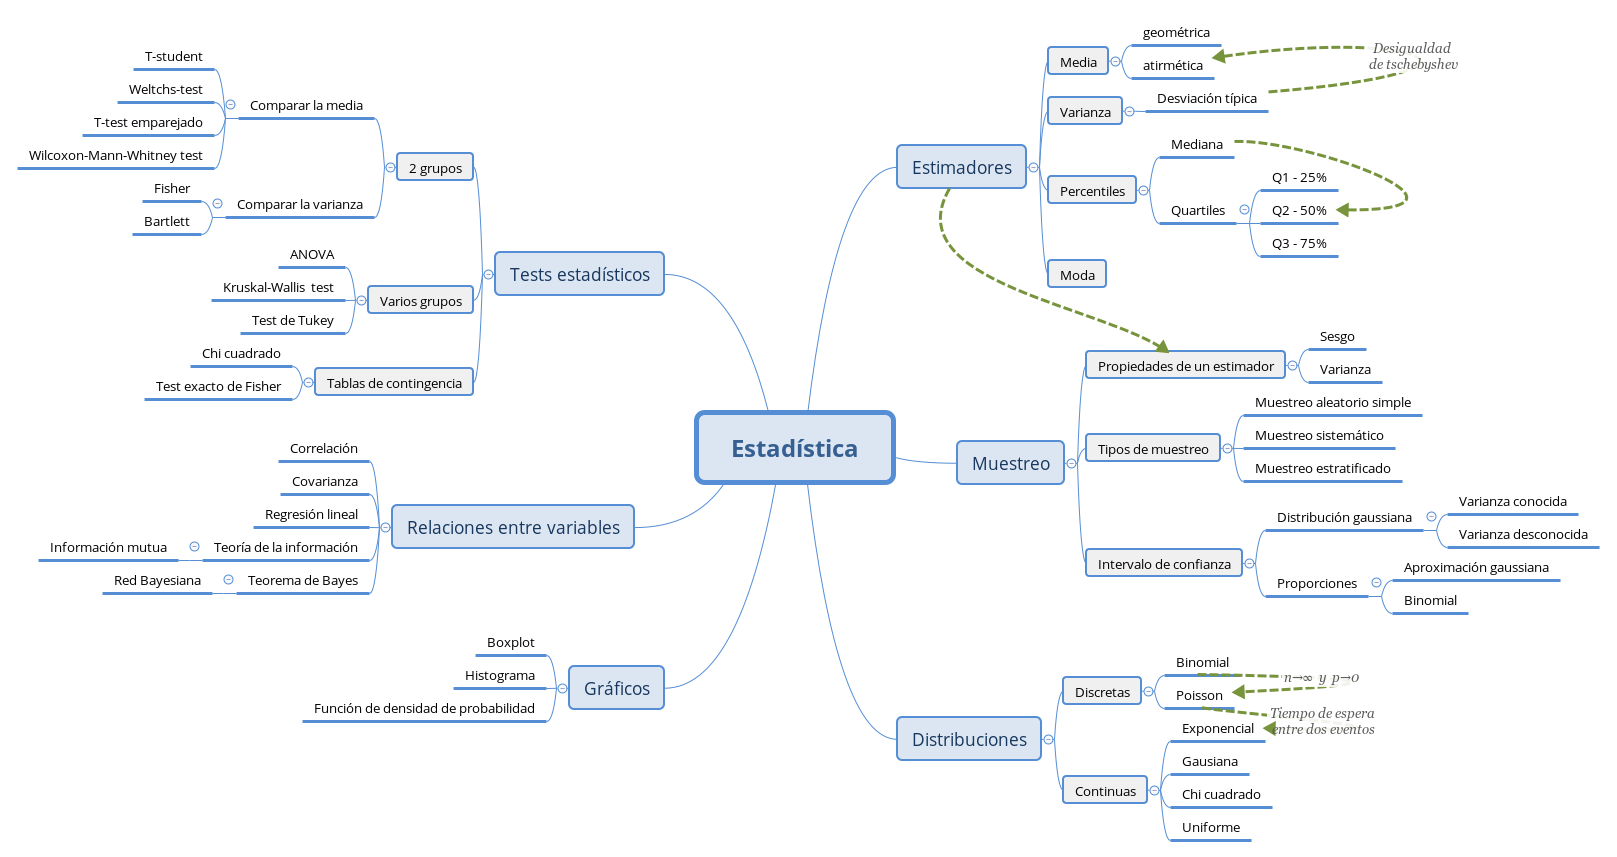 Estadística
Tests estadísticos
2 grupos
Comparar la media
T-student
Weltchs-test
T-test emparejado
Wilcoxon-Mann-Whitney test
Comparar la varianza
Fisher
Bartlett
Varios grupos
ANOVA
Kruskal-Wallis test
Test de Tukey
Tablas de contingencia
Chi cuadrado
Test exacto de Fisher
Relaciones entre variables
Correlación
Covarianza
Regresión lineal
Teoría de la información
Información mutua
Teorema de Bayes
Red Bayesiana
Gráficos
Boxplot
Histograma
Función de densidad de probabilidad
Estimadores
Media
geométrica
atirmética
Desigualdad
de tschebyshev
Varianza
Desviación típica
Percentiles
Mediana
Quartiles
Q1 - 25%
Q2 - 50%
Q3 - 75%
Moda
Muestreo
Propiedades de un estimador
Sesgo
Varianza
Tipos de muestreo
Muestreo aleatorio simple
Muestreo sistemático
Muestreo estratificado
Intervalo de confianza
Distribución gaussiana
Varianza conocida
Varianza desconocida
Proporciones
Aproximación gaussiana
Binomial
Distribuciones
Discretas
Binomial
n→∞ y p→0
Poisson
Tiempo de espera
entre dos eventos
Continuas
Exponencial
Gausiana
Chi cuadrado
Uniforme